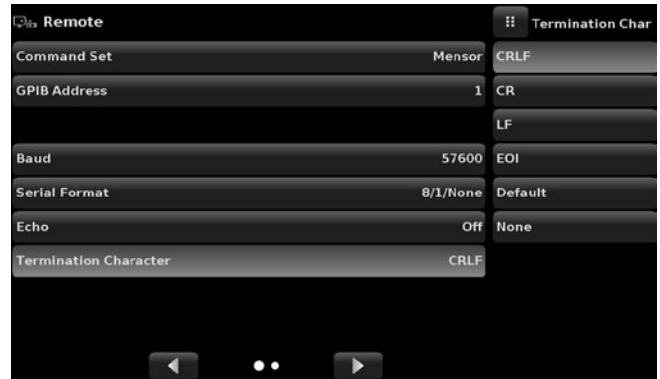 Remote
Command Set Mensor
GPIB Address 1
Baud 57600
Serial Format 8/1/None
Echo Off
Termination Character CRLF
Termination Char
CRLF
CR
LF
EOI
Default
None